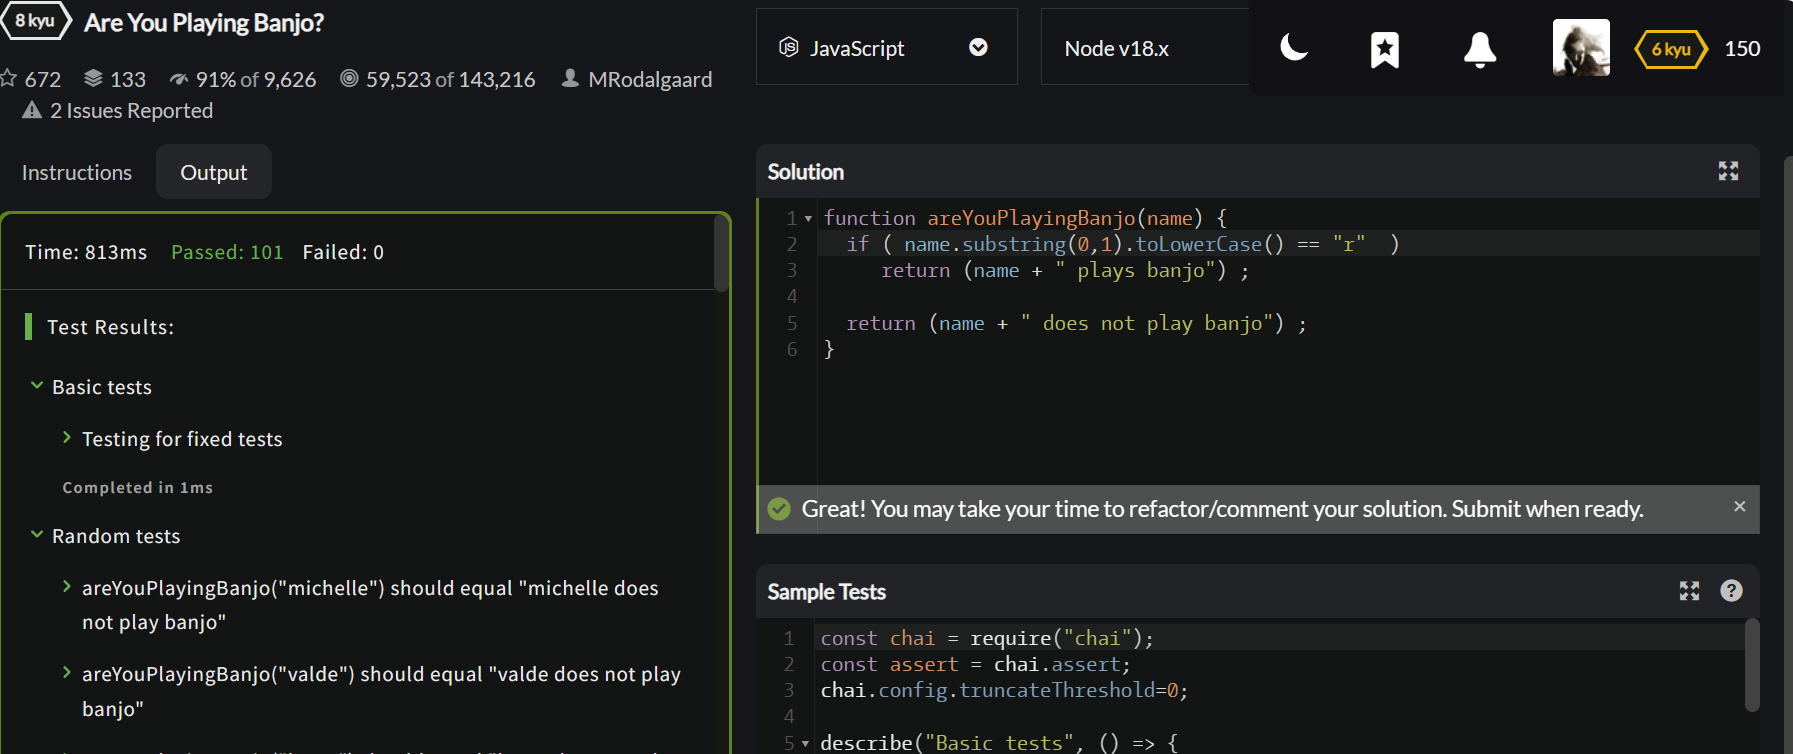 8 kyu Are You Playing Banjo?
672 133 91% of 9,626 59,523 of 143,216 MRodalgaard
2 Issues Reported
Instructions Output
Time: 813ms Passed: 101 Failed: 0
Test Results:
Basic tests
Testing for fixed tests
Completed in 1ms
Random tests
areYouPlayingBanjo("michelle") should equal "michelle does
not play banjo"
areYouPlayingBanjo("valde") should equal "valde does not play
banjo"
JS JavaScript Node v18.x 6 kyu 150
Solution
1 function areYouPlayingBanjo(name) {
2 if ( name.substring(0,1).toLowerCase() == "r"  )
3 return (name + " plays banjo") ;
4
5 return (name + " does not play banjo") ;
6 }
Great! You may take your time to refactor/comment your solution. Submit when ready. ×
Sample Tests ?
1 const chai = require("chai");
2 const assert = chai.assert;
3 chai.config.truncateThreshold=0;
4
5 describe("Basic tests", () => {